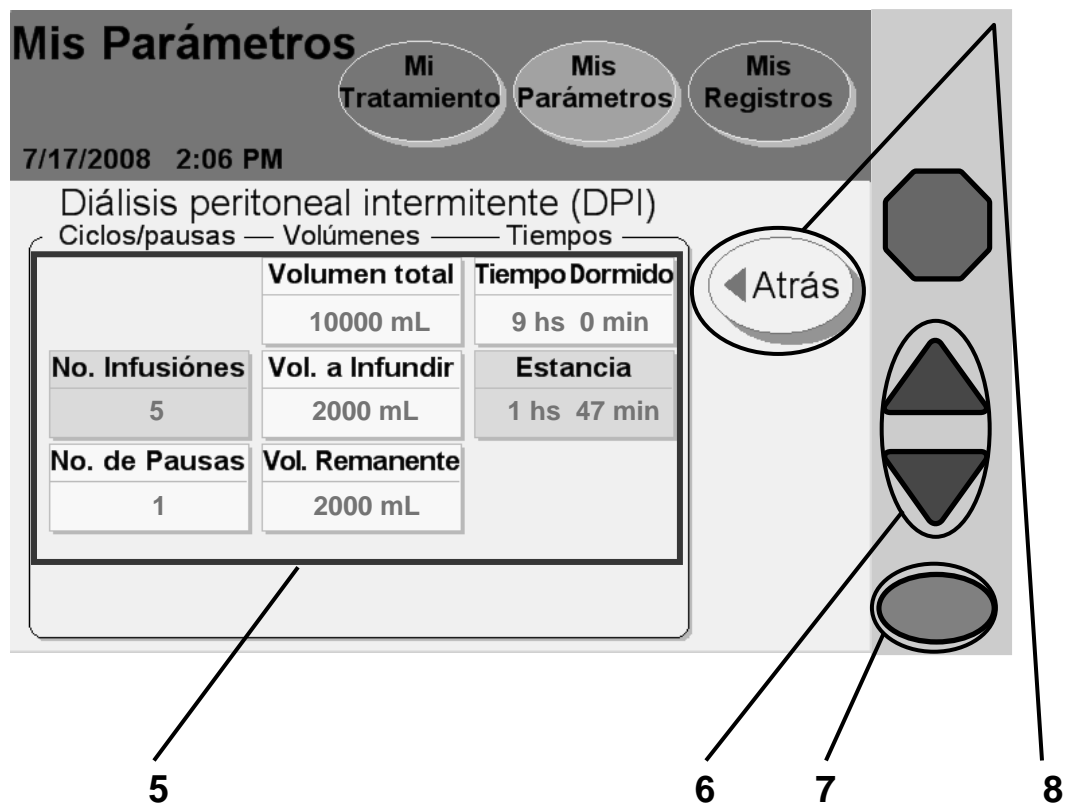 Mis Parámetros
Mi
Tratamiento
Mis
Parámetros
Mis
Registros
7/17/2008 2:06 PM
Diálisis peritoneal intermitente (DPI)
Ciclos/pausas
Volúmenes
Tiempos
Volumen total
10000 mL
Tiempo Dormido
9 hs 0 min
Atrás
No. Infusiónes
5
Vol. a Infundir
2000 mL
Estancia
1 hs 47 min
No. de Pausas
1
Vol. Remanente
2000 mL
5
6
7
8